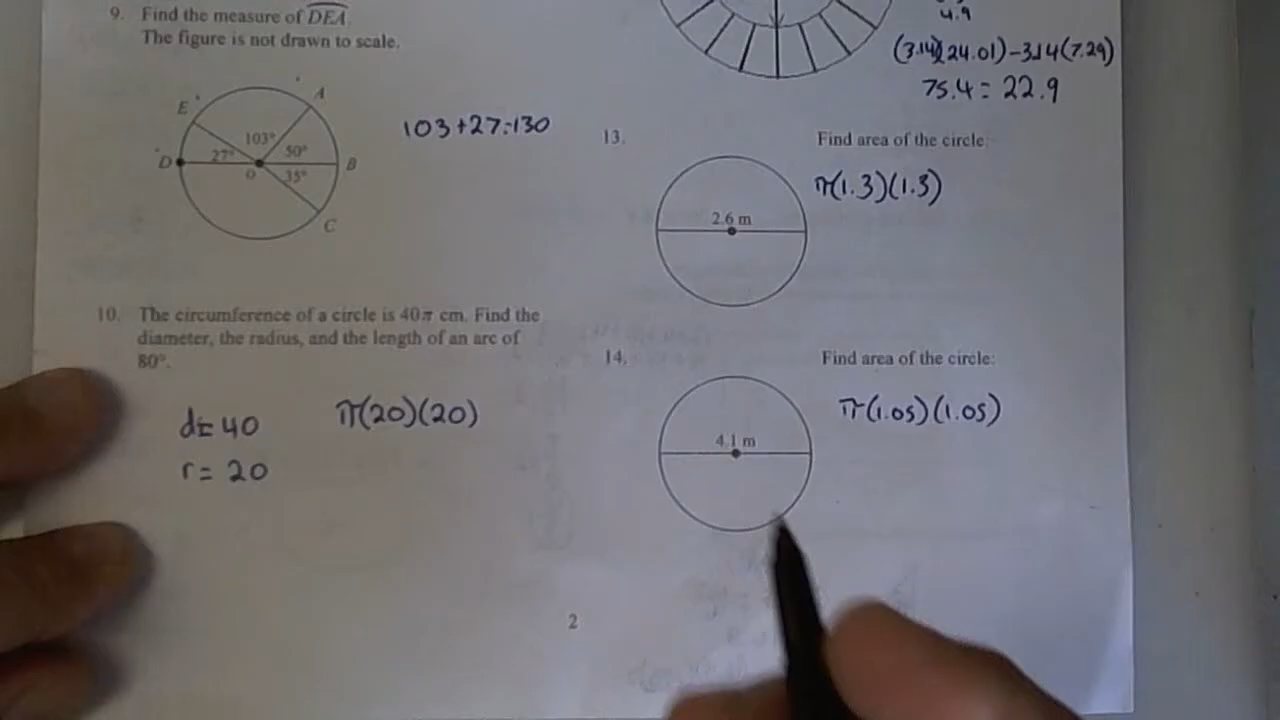 9. Find the measure of DEA.
The figure is not drawn to scale.
E
A
103°
27°
50°
D
B
O
35°
C
103+27=130
10. The circumference of a circle is 40π cm. Find the
diameter, the radius, and the length of an arc of
80°.
d= 40
r= 20
π(20)(20)
4.9
(3.14)(24.01)-3.14(7.29)
75.4 = 22.9
13.
Find area of the circle:
π(1.3)(1.3)
2.6 m
14.
Find area of the circle:
π(1.05)(1.05)
4.1 m
2